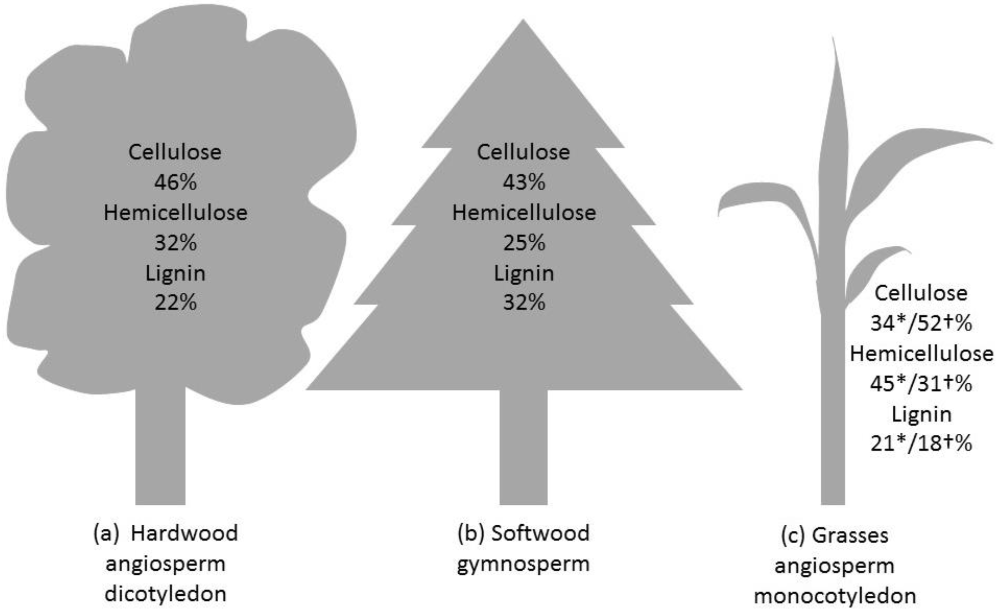 Cellulose
46%
Hemicellulose
32%
Lignin
22%
(a) Hardwood
angiosperm
dicotyledon
Cellulose
43%
Hemicellulose
25%
Lignin
32%
(b) Softwood
gymnosperm
Cellulose
34*/52†%
Hemicellulose
45*/31†%
Lignin
21*/18†%
(c) Grasses
angiosperm
monocotyledon